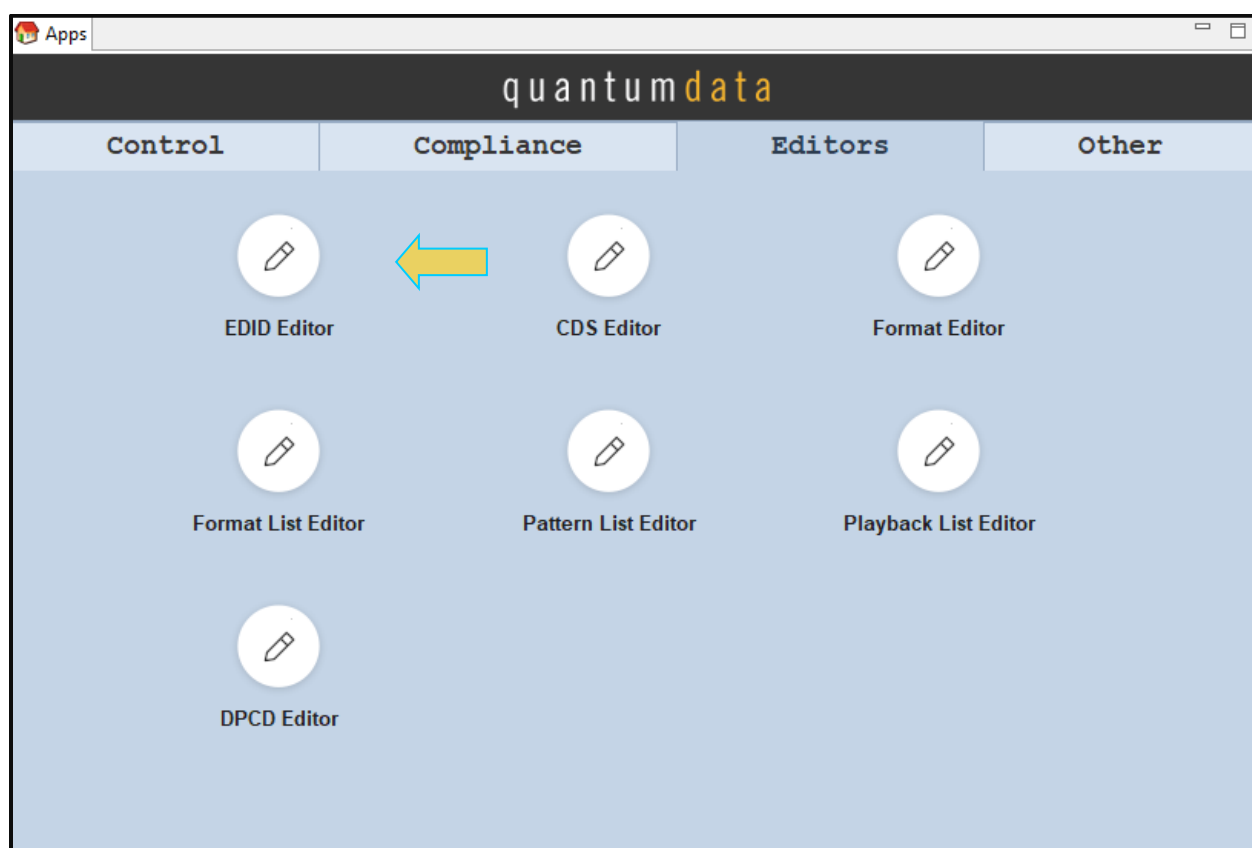 Apps
quantumdata
Control Compliance Editors Other
EDID Editor CDS Editor Format Editor
Format List Editor Pattern List Editor Playback List Editor
DPCD Editor